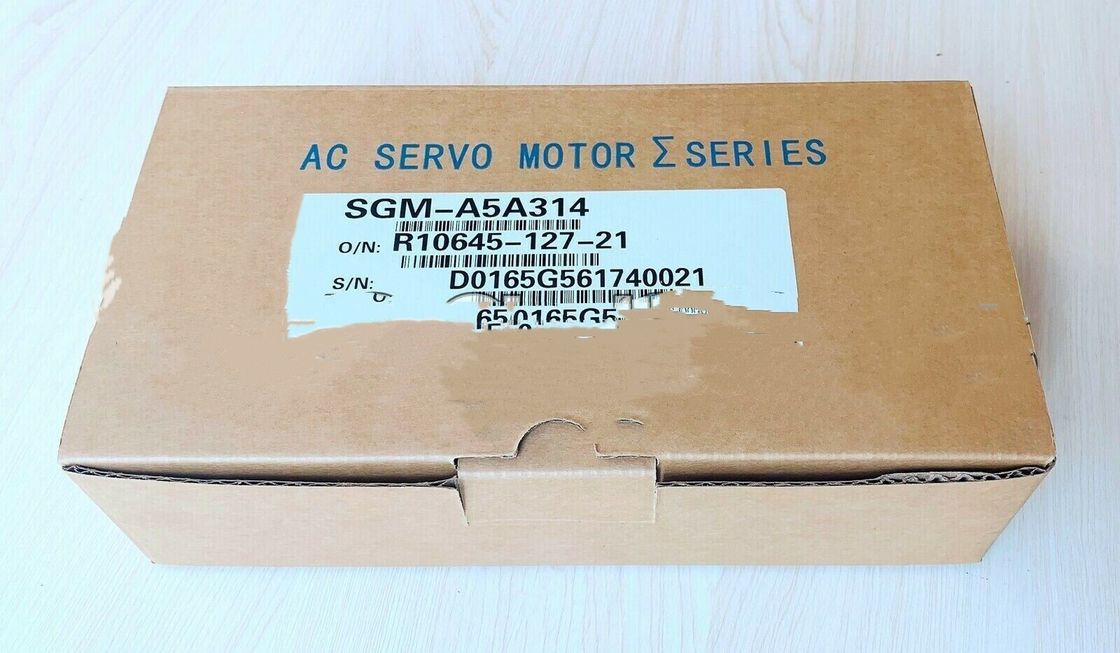 AC SERVO MOTOR Σ SERIES
SGM-A5A314
O/N: R10645-127-21
S/N: D0165G561740021